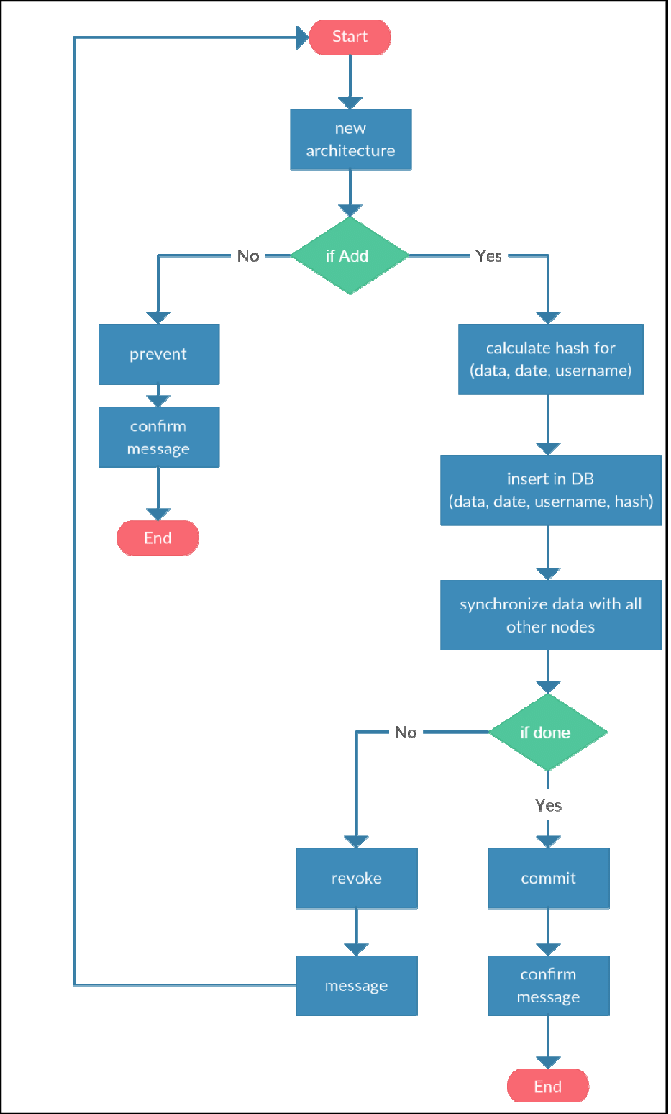 Start
new
architecture
if Add
No
Yes
prevent
calculate hash for
(data, date, username)
confirm
message
insert in DB
(data, date, username, hash)
End
synchronize data with all
other nodes
if done
No
Yes
revoke
commit
message
confirm
message
End